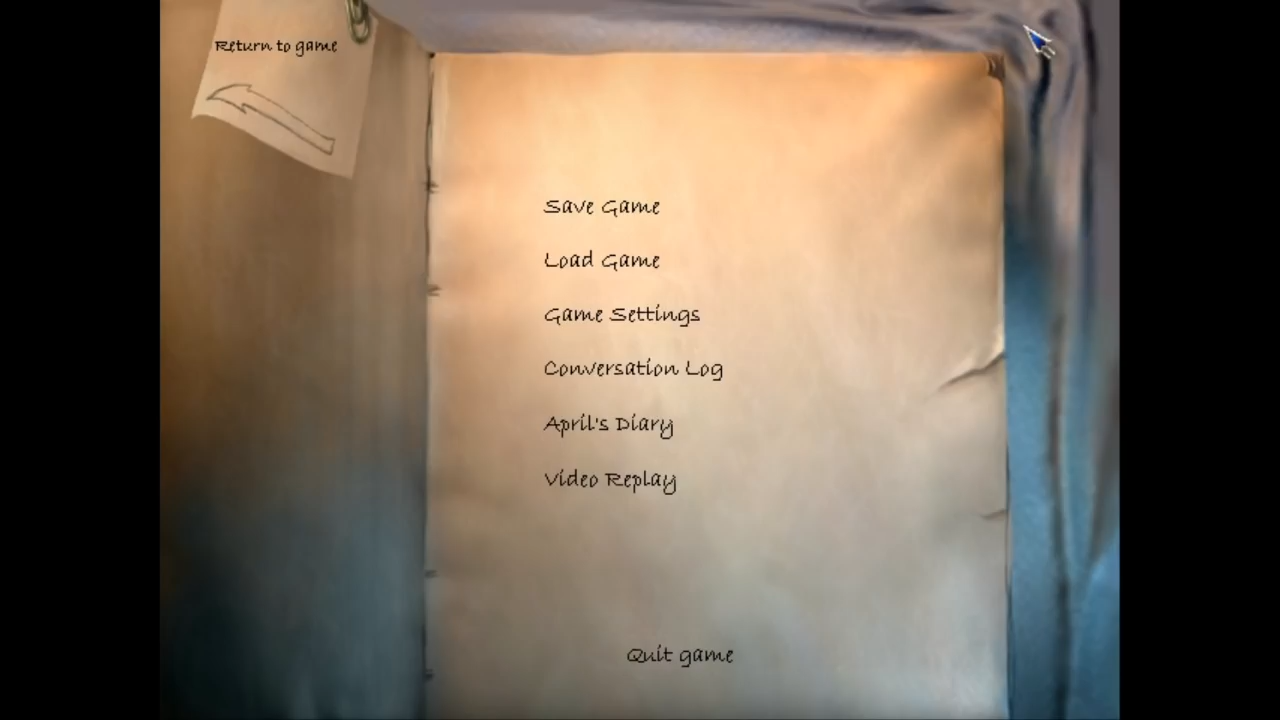 Return to game
Save Game
Load Game
Game Settings
Conversation Log
April's Diary
Video Replay
Quit game